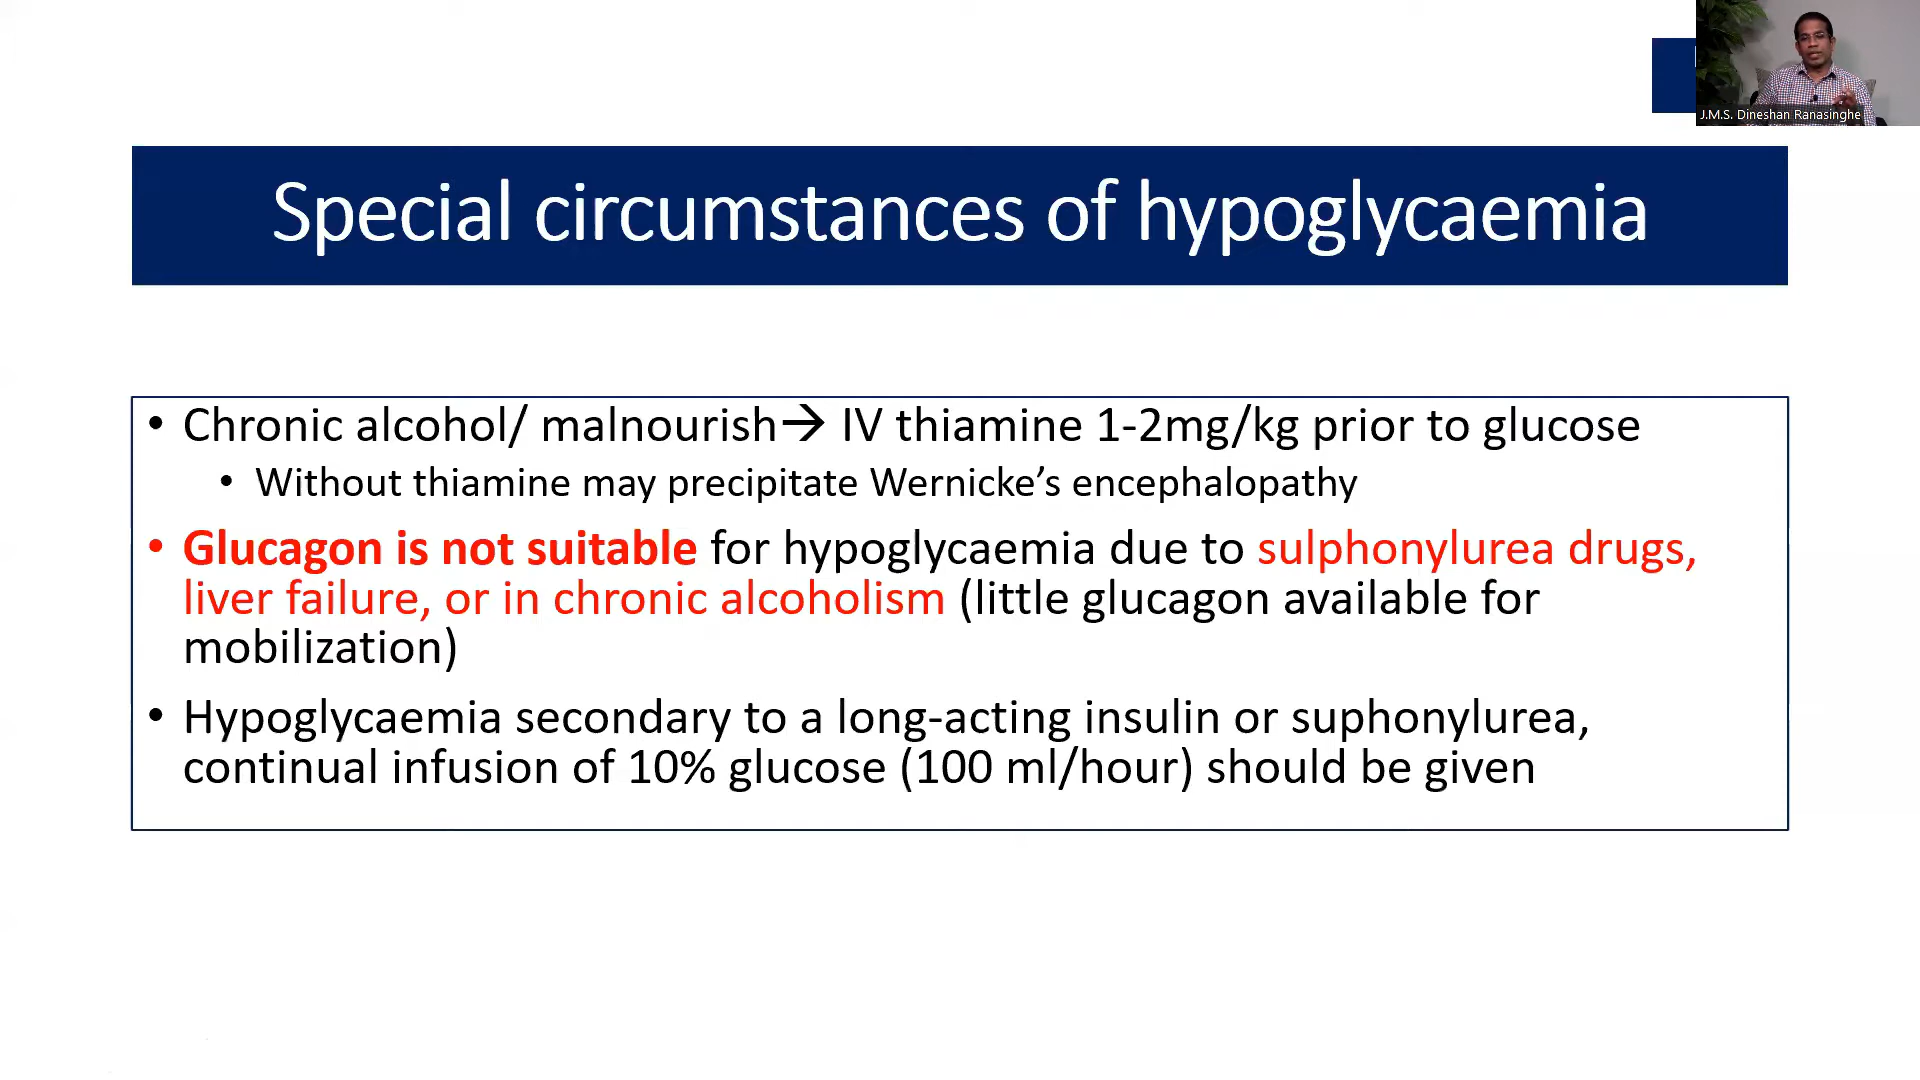 J.M.S. Dineshan Ranasinghe
Special circumstances of hypoglycaemia
• Chronic alcohol/ malnourish→ IV thiamine 1-2mg/kg prior to glucose
• Without thiamine may precipitate Wernicke’s encephalopathy
• Glucagon is not suitable for hypoglycaemia due to sulphonylurea drugs,
liver failure, or in chronic alcoholism (little glucagon available for
mobilization)
• Hypoglycaemia secondary to a long-acting insulin or suphonylurea,
continual infusion of 10% glucose (100 ml/hour) should be given